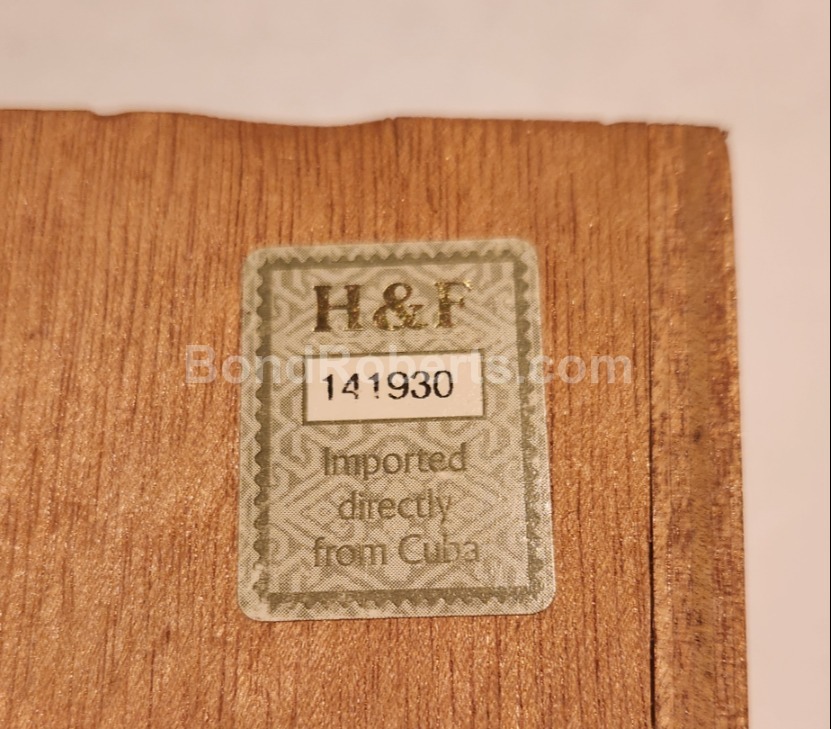 H&F
BondRoberts.com
141930
Imported
directly
from Cuba